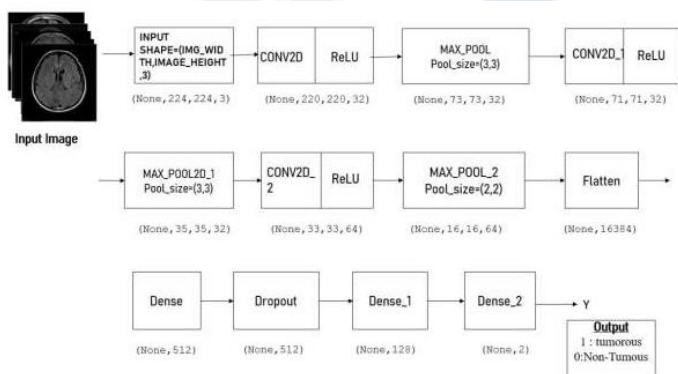 INPUT
SHAPE=(IMG_WID
TH,IMAGE_HEIGHT
,3)
CONV2D
ReLU
MAX_POOL
Pool_size=(3,3)
CONV2D_1
ReLU
(None,224,224,3)
(None,220,220,32)
(None,73,73,32)
(None,71,71,32)
Input Image
MAX_POOL2D_1
Pool_size=(3,3)
CONV2D_
2
ReLU
MAX_POOL_2
Pool_size=(2,2)
Flatten
(None,35,35,32)
(None,33,33,64)
(None,16,16,64)
(None,16384)
Dense
Dropout
Dense_1
Dense_2
Y
(None,512)
(None,512)
(None,128)
(None,2)
Output
1 : tumorous
0:Non-Tumous